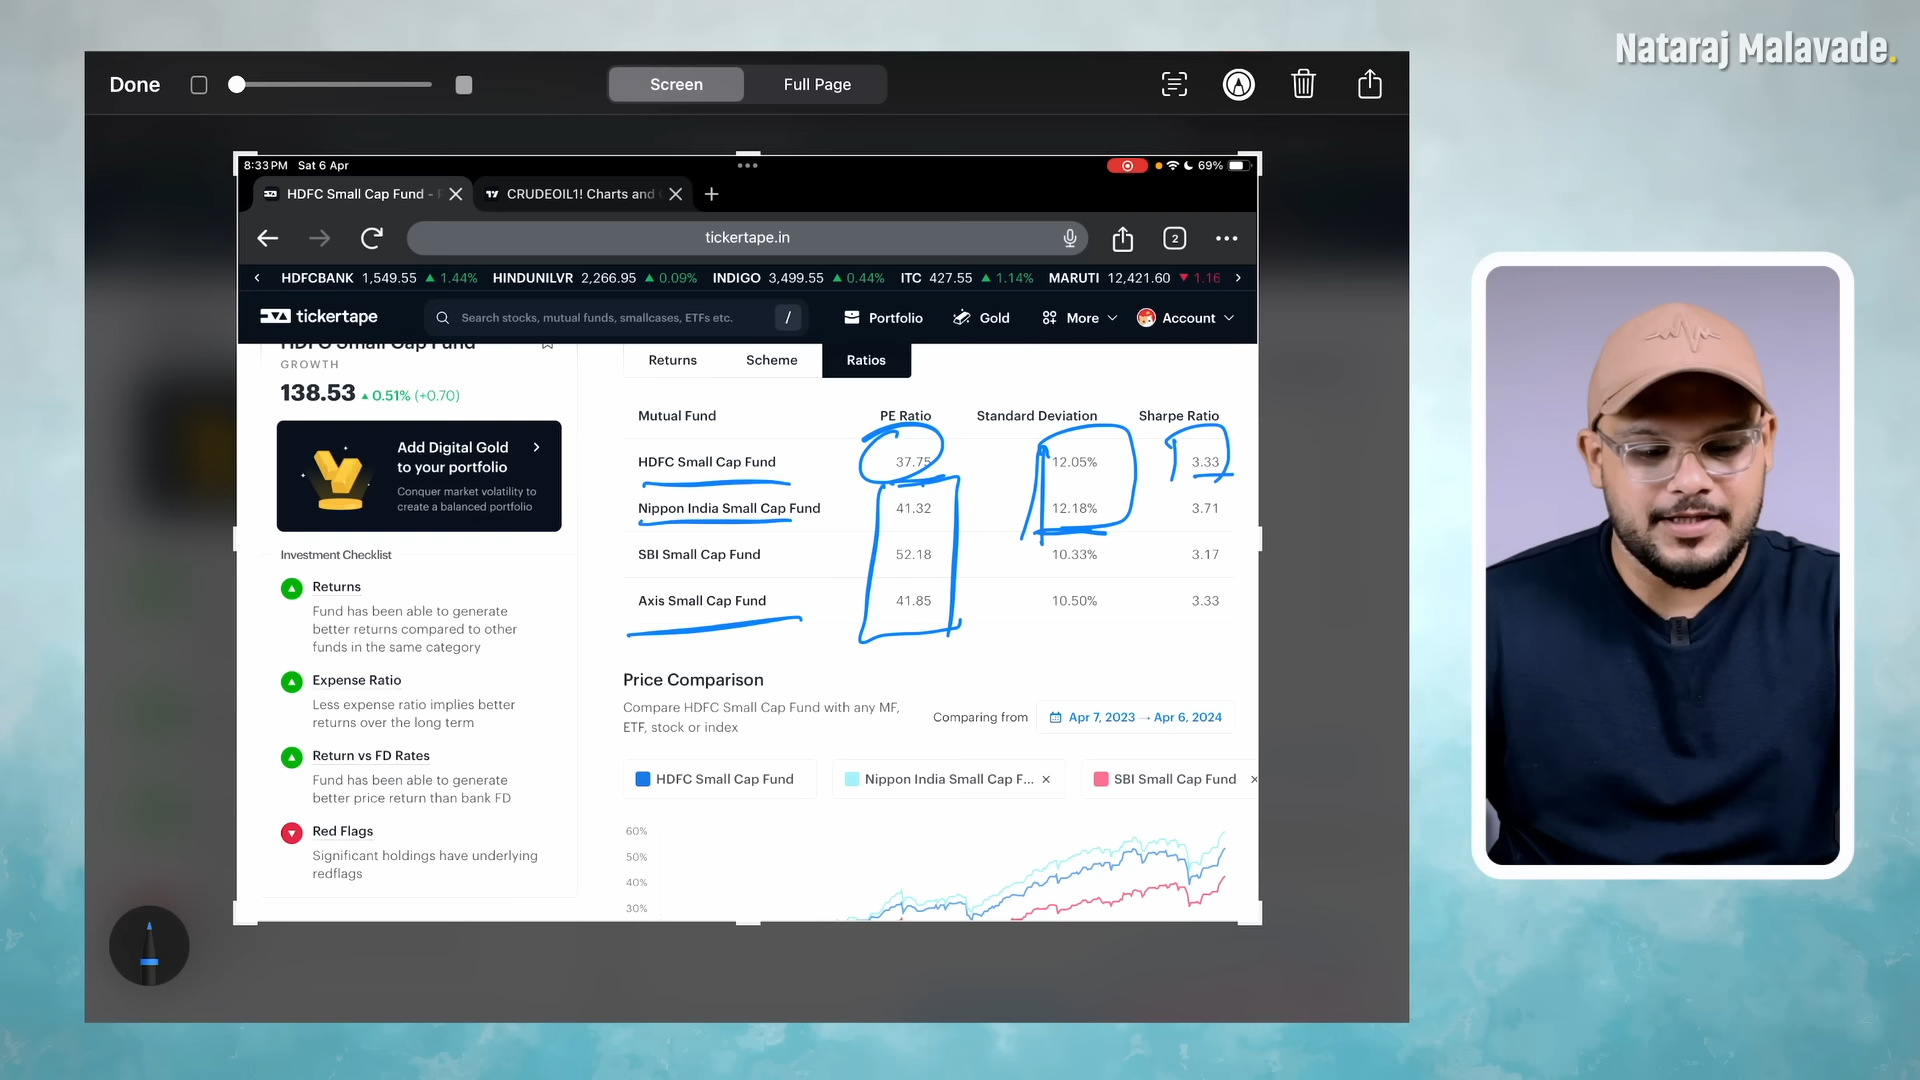 Nataraj Malavade.
Done
Screen
Full Page
8:33 PM Sat 6 Apr
69%
HDFC Small Cap Fund -
CRUDEOIL1! Charts and
tickertape.in
2
HDFCBANK 1,549.55 ▲ 1.44% HINDUNILVR 2,266.95 ▲ 0.09% INDIGO 3,499.55 ▲ 0.44% ITC 427.55 ▲ 1.14% MARUTI 12,421.60 ▼ 1.16
tickertape
Search stocks, mutual funds, smallcases, ETFs etc. /
Portfolio
Gold
More
Account
HDFC Small Cap Fund
GROWTH
138.53 ▲ 0.51% (+0.70)
Add Digital Gold
to your portfolio
Conquer market volatility to
create a balanced portfolio
Investment Checklist
Returns
Fund has been able to generate
better returns compared to other
funds in the same category
Expense Ratio
Less expense ratio implies better
returns over the long term
Return vs FD Rates
Fund has been able to generate
better price return than bank FD
Red Flags
Significant holdings have underlying
redflags
Returns Scheme Ratios
Mutual Fund PE Ratio Standard Deviation Sharpe Ratio
HDFC Small Cap Fund 37.75 12.05% 3.33
Nippon India Small Cap Fund 41.32 12.18% 3.71
SBI Small Cap Fund 52.18 10.33% 3.17
Axis Small Cap Fund 41.85 10.50% 3.33
Price Comparison
Compare HDFC Small Cap Fund with any MF,
ETF, stock or index
Comparing from Apr 7, 2023 → Apr 6, 2024
HDFC Small Cap Fund
Nippon India Small Cap F...
SBI Small Cap Fund
60%
50%
40%
30%